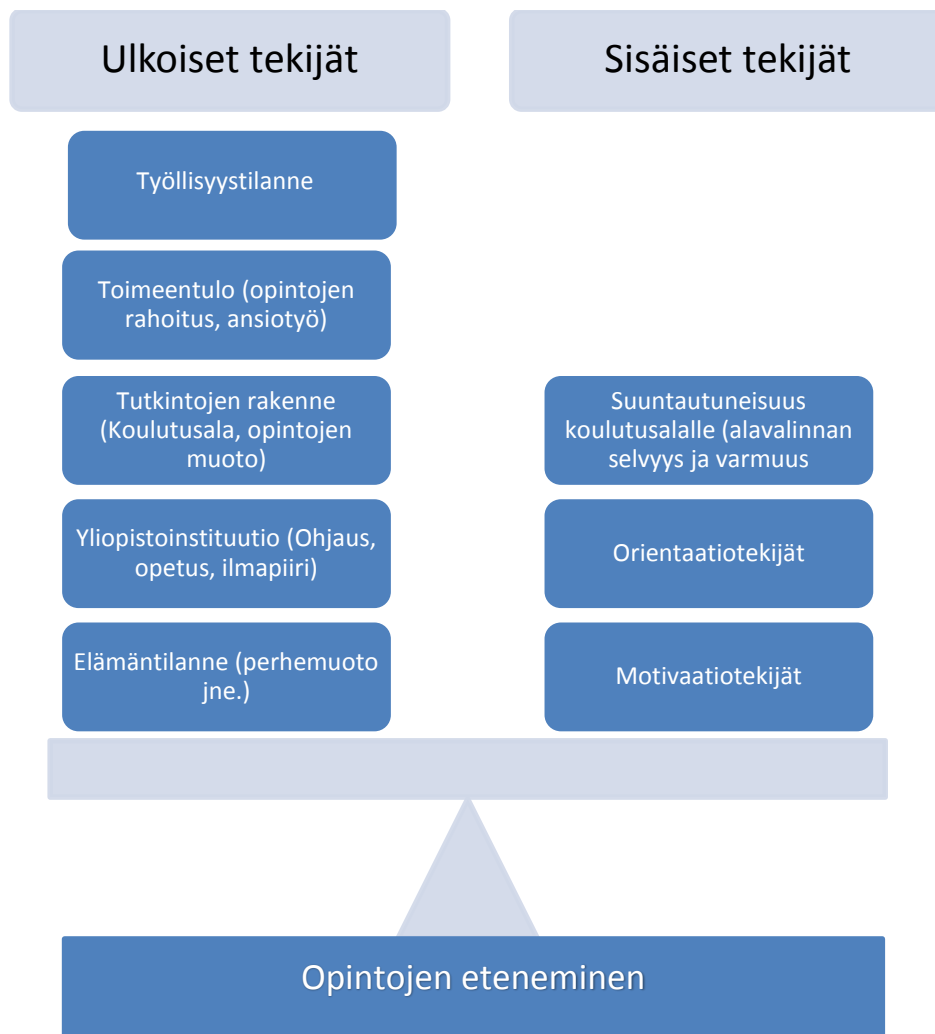 Ulkoiset tekijät
Sisäiset tekijät
Työllisyystilanne
Toimeentulo (opintojen
rahoitus, ansiotyö)
Tutkintojen rakenne
(Koulutusala, opintojen
muoto)
Suuntautuneisuus
koulutusalalle (alavalinnan
selvyys ja varmuus
Yliopistoinstituutio (Ohjaus,
opetus, ilmapiiri)
Orientaatiotekijät
Elämäntilanne (perhemuoto
jne.)
Motivaatiotekijät
Opintojen eteneminen